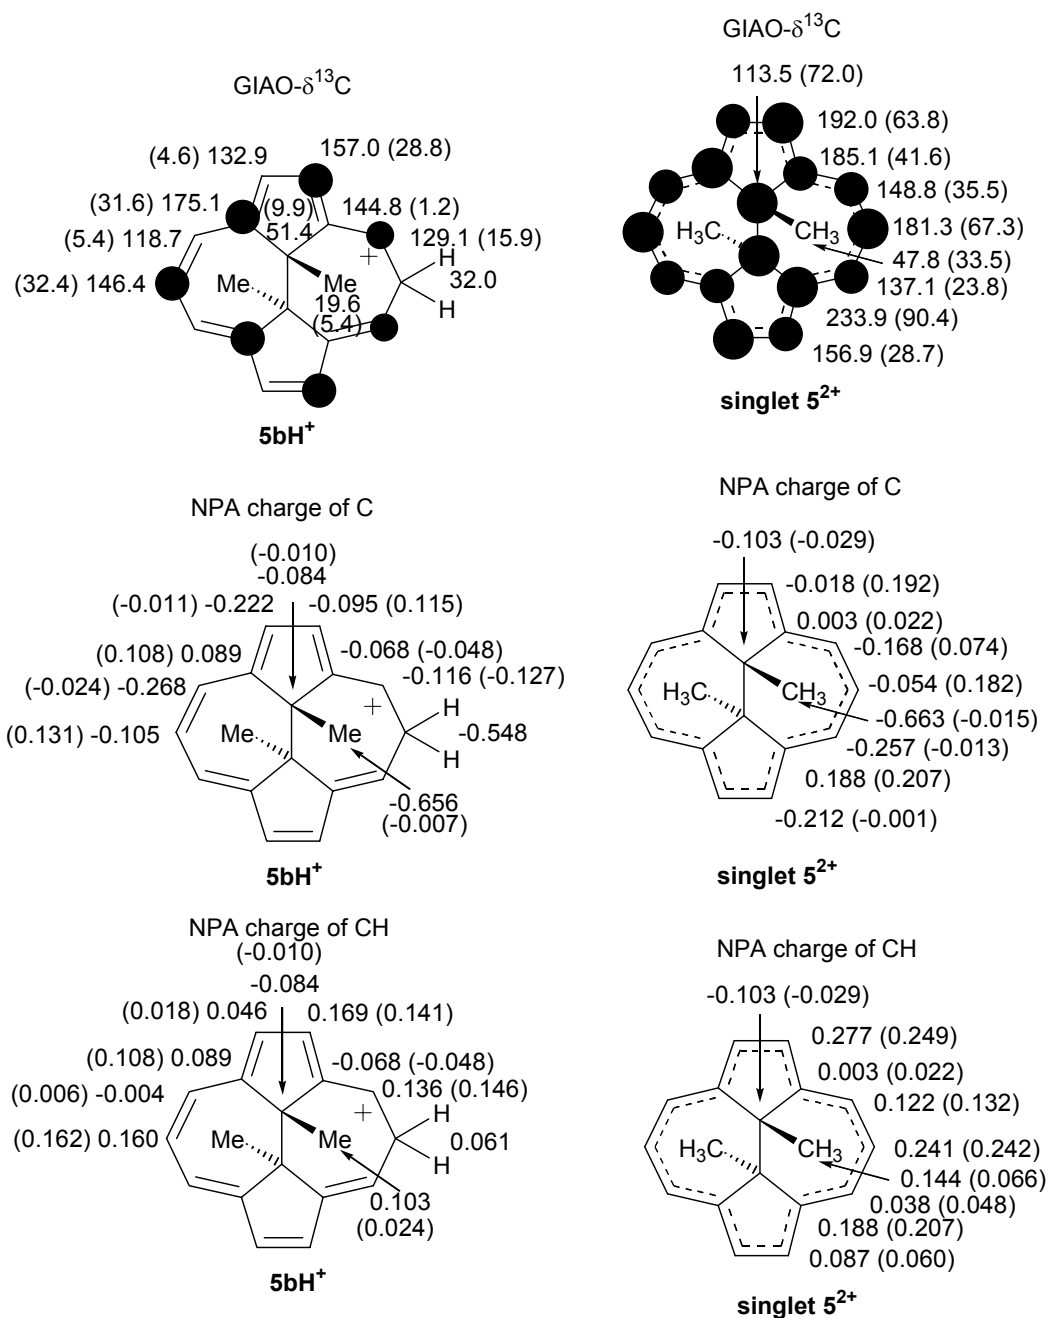 GIAO-δ13C
(4.6) 132.9
157.0 (28.8)
(31.6) 175.1
(9.9)
51.4
144.8 (1.2)
(5.4) 118.7
129.1 (15.9)
+
H
(32.4) 146.4
Me
Me
32.0
H
19.6
(5.4)
5bH+
GIAO-δ13C
113.5 (72.0)
192.0 (63.8)
185.1 (41.6)
148.8 (35.5)
H3C
CH3
181.3 (67.3)
47.8 (33.5)
137.1 (23.8)
233.9 (90.4)
156.9 (28.7)
singlet 52+
NPA charge of C
(-0.010)
-0.084
(-0.011) -0.222
-0.095 (0.115)
(0.108) 0.089
-0.068 (-0.048)
(-0.024) -0.268
-0.116 (-0.127)
+
H
(0.131) -0.105
Me
Me
-0.548
H
-0.656
(-0.007)
5bH+
NPA charge of C
-0.103 (-0.029)
-0.018 (0.192)
0.003 (0.022)
-0.168 (0.074)
H3C
CH3
-0.054 (0.182)
-0.663 (-0.015)
-0.257 (-0.013)
0.188 (0.207)
-0.212 (-0.001)
singlet 52+
NPA charge of CH
(-0.010)
-0.084
(0.018) 0.046
0.169 (0.141)
(0.108) 0.089
-0.068 (-0.048)
(0.006) -0.004
0.136 (0.146)
+
H
(0.162) 0.160
Me
Me
0.061
H
0.103
(0.024)
5bH+
NPA charge of CH
-0.103 (-0.029)
0.277 (0.249)
0.003 (0.022)
0.122 (0.132)
H3C
CH3
0.241 (0.242)
0.144 (0.066)
0.038 (0.048)
0.188 (0.207)
0.087 (0.060)
singlet 52+